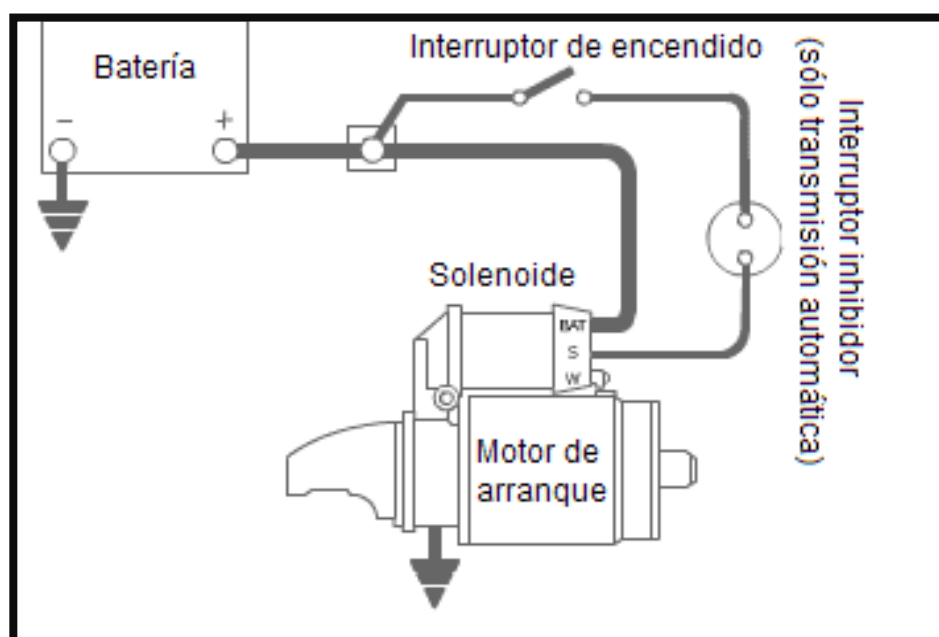 Batería
Interruptor de encendido
-
+
Interruptor inhibidor
(sólo transmisión automática)
Solenoide
BAT
S
W
Motor de
arranque